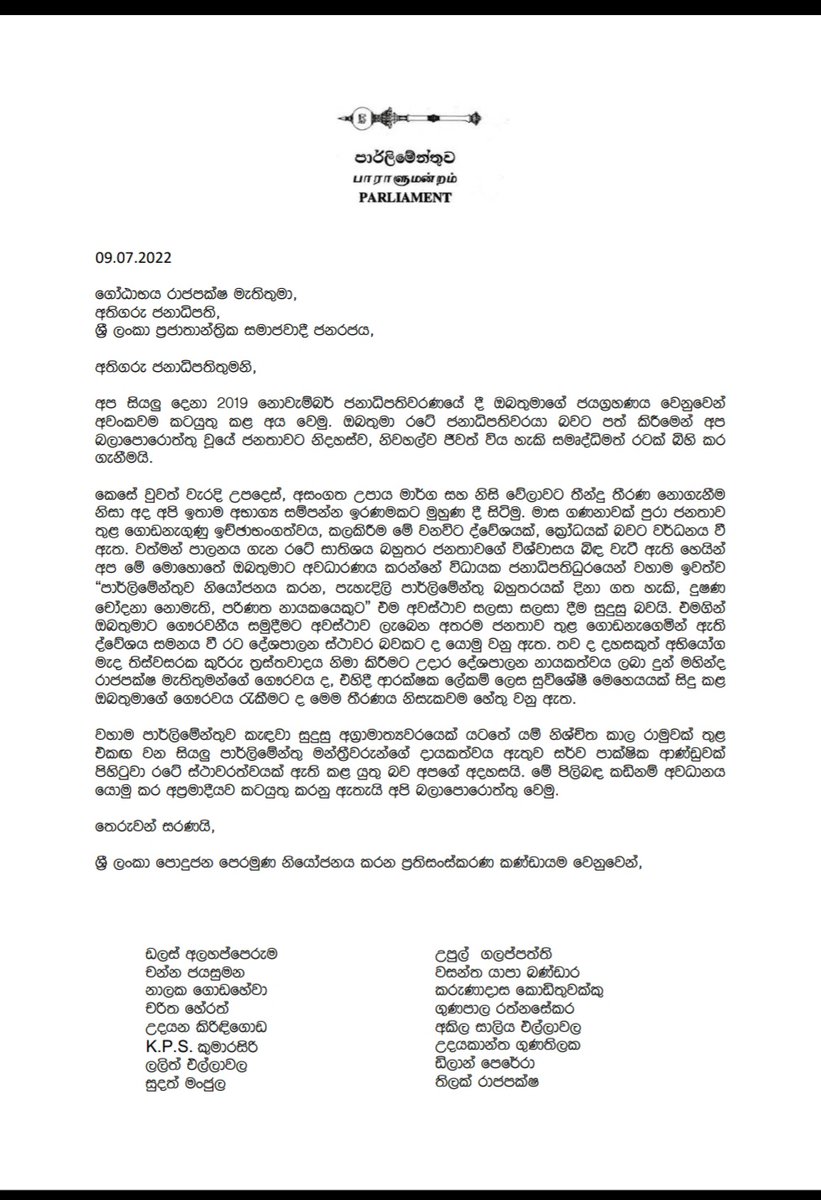 පාර්ලිමේන්තුව
பாராளுமன்றம்
PARLIAMENT
09.07.2022
ගෝඨාභය රාජපක්ෂ මැතිතුමා,
අතිගරු ජනාධිපති,
ශ්‍රී ලංකා ප්‍රජාතාන්ත්‍රික සමාජවාදී ජනරජය,
අතිගරු ජනාධිපතිතුමනි,
අප සියලු දෙනා 2019 නොවැම්බර් ජනාධිපතිවරණයේ දී ඔබතුමාගේ ජයග්‍රහණය වෙනුවෙන්
අවංකවම කටයුතු කළ අය වෙමු. ඔබතුමා රටේ ජනාධිපතිවරයා බවට පත් කිරීමෙන් අප
බලාපොරොත්තු වූයේ ජනතාවට නිදහස්ව, නිවහල්ව ජීවත් විය හැකි සමෘද්ධිමත් රටක් බිහි කර
ගැනීමයි.
කෙසේ වුවත් වැරදි උපදෙස්, අසංගත උපාය මාර්ග සහ නිසි වේලාවට තීන්දු තීරණ නොගැනීම
නිසා අද අපි ඉතාම අභාග්‍ය සම්පන්න ඉරණමකට මුහුණ දී සිටිමු. මාස ගණනාවක් පුරා ජනතාව
තුළ ගොඩනැගුණු ඉච්ඡාභංගත්වය, කලකිරීම මේ වනවිට ද්වේශයක්, ක්‍රෝධයක් බවට වර්ධනය වී
ඇත. වත්මන් පාලනය ගැන රටේ සාතිශය බහුතර ජනතාවගේ විශ්වාසය බිඳ වැටී ඇති හෙයින්
අප මේ මොහොතේ ඔබතුමාට අවධාරණය කරන්නේ විධායක ජනාධිපතිධුරයෙන් වහාම ඉවත්ව
“පාර්ලිමේන්තුව නියෝජනය කරන, පැහැදිලි පාර්ලිමේන්තු බහුතරයක් දිනා ගත හැකි, දූෂණ
චෝදනා නොමැති, පරිණත නායකයෙකුට” එම අවස්ථාව සලසා සලසා දීම සුදුසු බවයි. එමගින්
ඔබතුමාට ගෞරවනීය සමුදීමට අවස්ථාව ලැබෙන අතරම ජනතාව තුළ ගොඩනැගෙමින් ඇති
ද්වේශය සමනය වී රට දේශපාලන ස්ථාවර බවකට ද යොමු වනු ඇත. තව ද දහසකුත් අභියෝග
මැද තිස්වසරක කුරිරු ත්‍රස්තවාදය නිමා කිරීමට උදාර දේශපාලන නායකත්වය ලබා දුන් මහින්ද
රාජපක්ෂ මැතිතුමන්ගේ ගෞරවය ද, එහිදී ආරක්ෂක ලේකම් ලෙස සුවිශේෂී මෙහෙයයක් සිදු කළ
ඔබතුමාගේ ගෞරවය රැකීමට ද මෙම තීරණය නිසැකවම හේතු වනු ඇත.
වහාම පාර්ලිමේන්තුව කැඳවා සුදුසු අග්‍රාමාත්‍යවරයෙක් යටතේ යම් නිශ්චිත කාල රාමුවක් තුළ
එකඟ වන සියලු පාර්ලිමේන්තු මන්ත්‍රීවරුන්ගේ දායකත්වය ඇතුව සර්ව පාක්ෂික ආණ්ඩුවක්
පිහිටුවා රටේ ස්ථාවරත්වයක් ඇති කළ යුතු බව අපගේ අදහසයි. මේ පිලිබඳ කඩිනම් අවධානය
යොමු කර අප්‍රමාදීයව කටයුතු කරනු ඇතැයි අපි බලාපොරොත්තු වෙමු.
තෙරුවන් සරණයි,
ශ්‍රී ලංකා පොදුජන පෙරමුණ නියෝජනය කරන ප්‍රතිසංස්කරණ කණ්ඩායම වෙනුවෙන්,
ඩලස් අලහප්පෙරුම
චන්න ජයසුමන
නාලක ගොඩහේවා
චරිත හේරත්
උදයන කිරිඳිගොඩ
K.P.S. කුමාරසිරි
ලලිත් එල්ලාවල
සුදත් මංජුල
උපුල් ගලප්පත්ති
වසන්ත යාපා බණ්ඩාර
කරුණාදාස කොඩිතුවක්කු
ගුණපාල රත්නසේකර
අකිල සාලිය එල්ලාවල
උදයකාන්ත ගුණතිලක
ඩිලාන් පෙරේරා
තිලක් රාජපක්ෂ